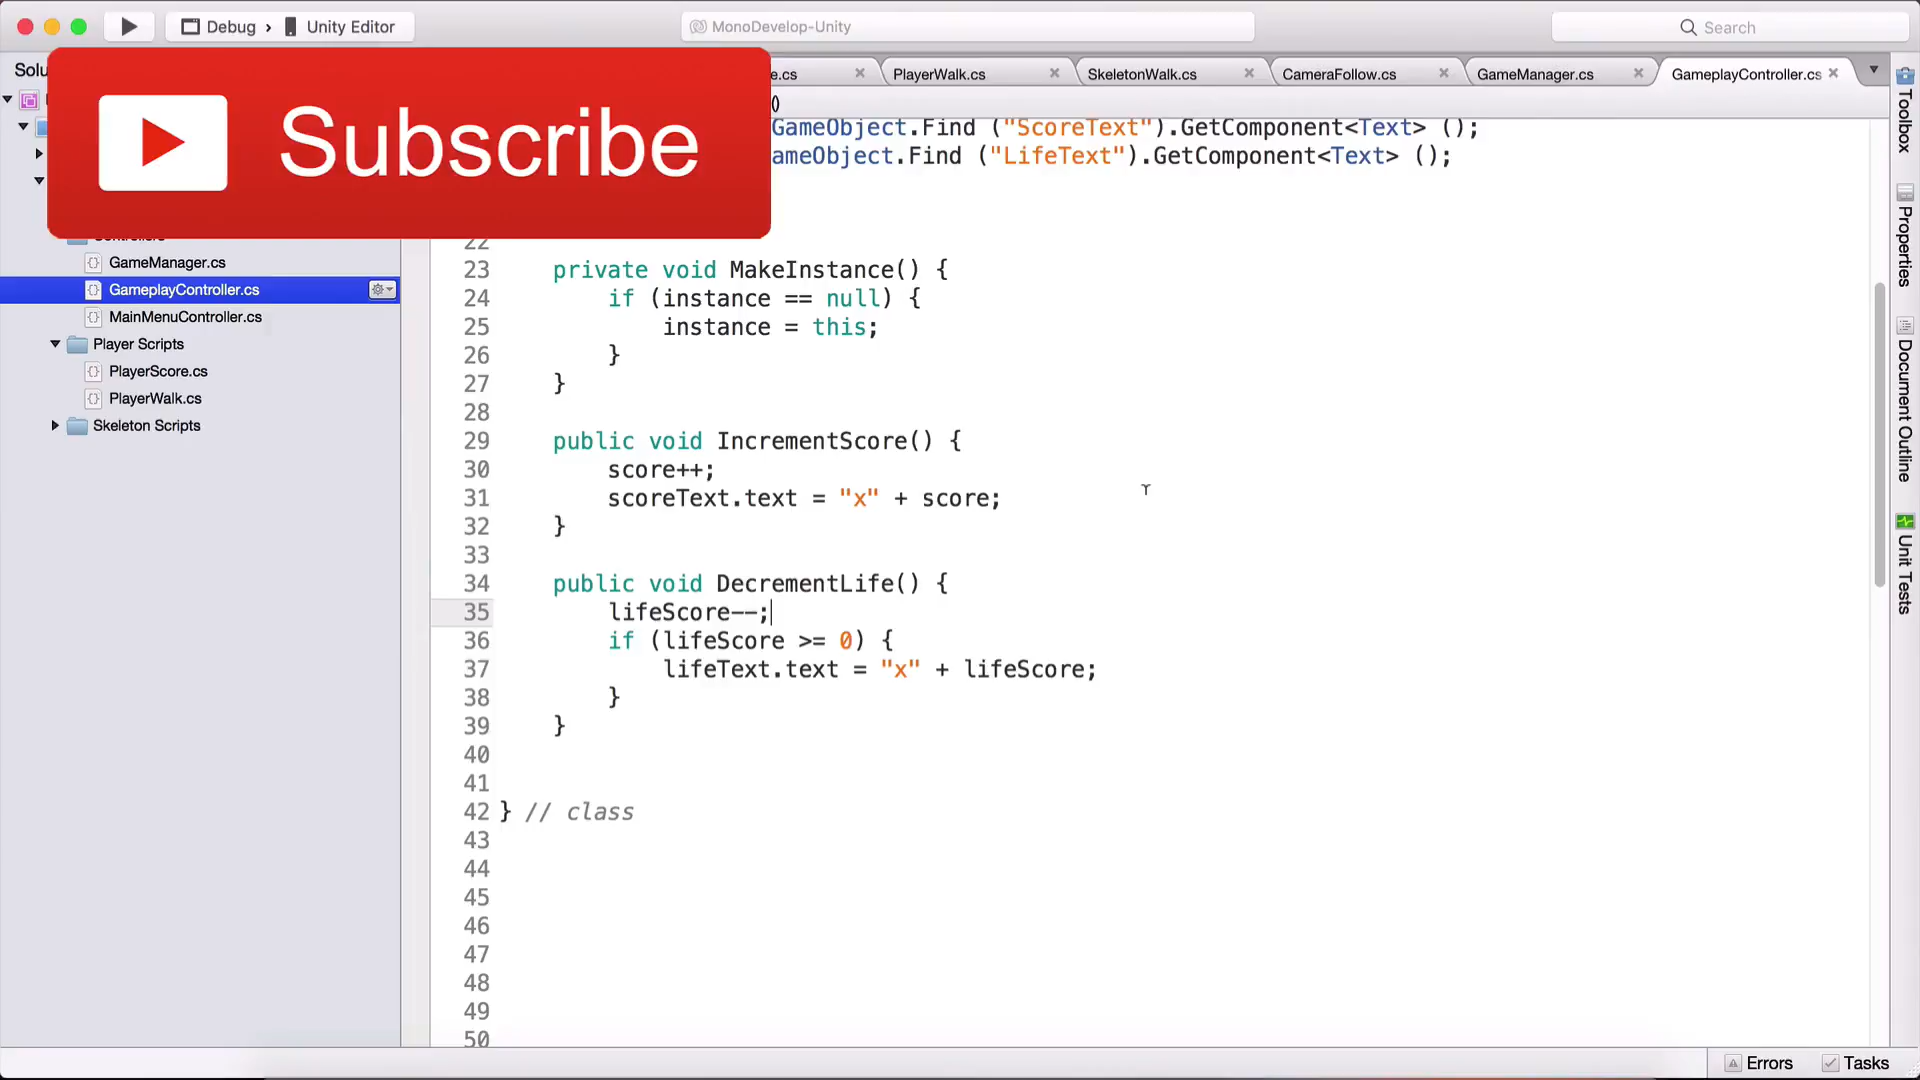 Debug › Unity Editor
MonoDevelop-Unity
Search
Solu
Subscribe
e.cs
PlayerWalk.cs
SkeletonWalk.cs
CameraFollow.cs
GameManager.cs
GameplayController.cs
()
GameObject.Find ("ScoreText").GetComponent<Text> ();
ameObject.Find ("LifeText").GetComponent<Text> ();
Controllers
GameManager.cs
GameplayController.cs
MainMenuController.cs
Player Scripts
PlayerScore.cs
PlayerWalk.cs
Skeleton Scripts
22
23 private void MakeInstance() {
24 if (instance == null) {
25 instance = this;
26 }
27 }
28
29 public void IncrementScore() {
30 score++;
31 scoreText.text = "x" + score;
32 }
33
34 public void DecrementLife() {
35 lifeScore--;
36 if (lifeScore >= 0) {
37 lifeText.text = "x" + lifeScore;
38 }
39 }
40
41
42 } // class
43
44
45
46
47
48
49
50
Toolbox
Properties
Document Outline
Unit Tests
Errors
Tasks